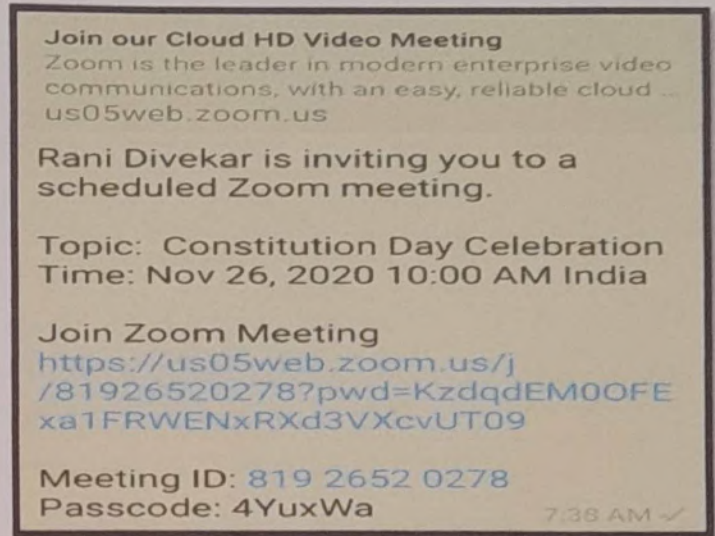 Join our Cloud HD Video Meeting
Zoom is the leader in modern enterprise video
communications, with an easy, reliable cloud ...
us05web.zoom.us
Rani Divekar is inviting you to a
scheduled Zoom meeting.
Topic: Constitution Day Celebration
Time: Nov 26, 2020 10:00 AM India
Join Zoom Meeting
https://us05web.zoom.us/j
/81926520278?pwd=KzdqdEM0OFE
xa1FRWENxRXd3VXcvUT09
Meeting ID: 819 2652 0278
Passcode: 4YuxWa
7:38 AM ✓